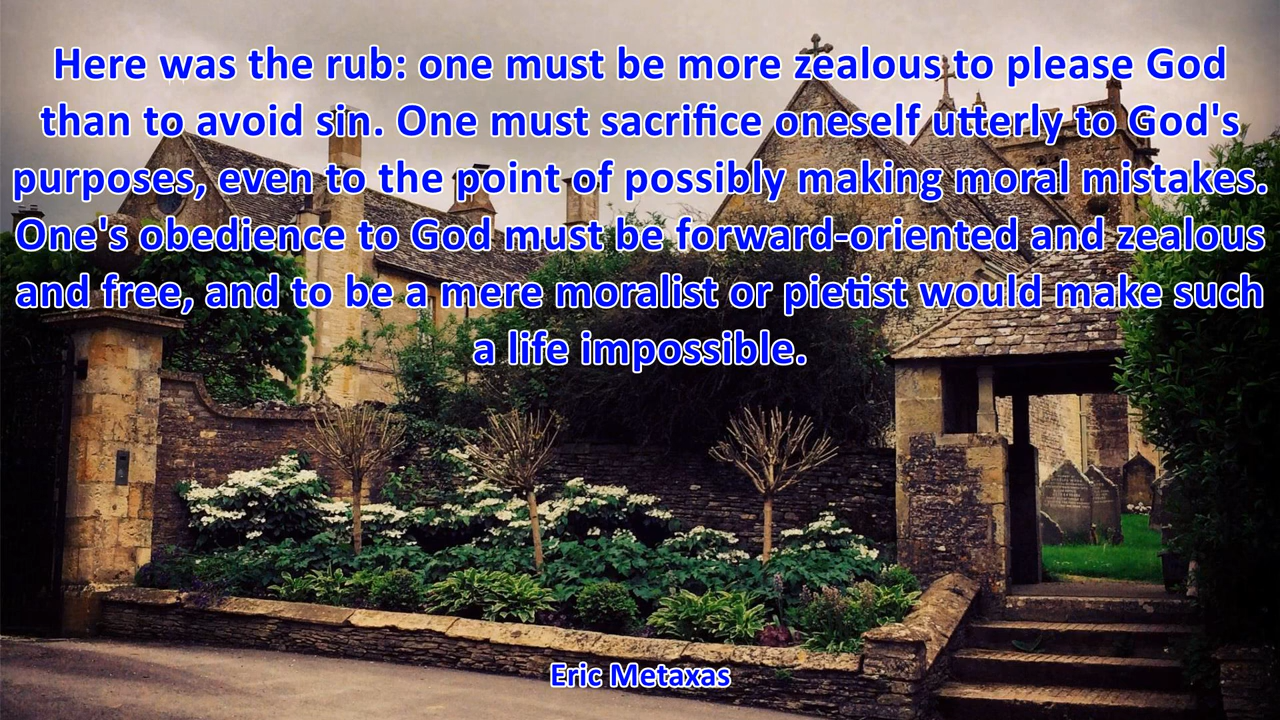 Here was the rub: one must be more zealous to please God
than to avoid sin. One must sacrifice oneself utterly to God's
purposes, even to the point of possibly making moral mistakes.
One's obedience to God must be forward-oriented and zealous
and free, and to be a mere moralist or pietist would make such
a life impossible.
Eric Metaxas